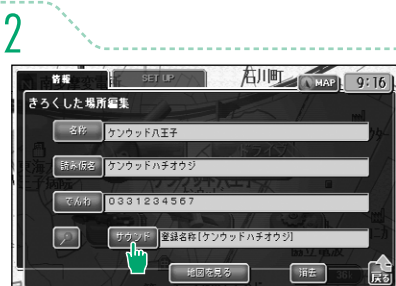 2
情報 SET UP 石川町 MAP 9:16
きろくした場所編集
名称 ケンウッド八王子
読み仮名 ケンウッドハチオウジ
でんわ 0331234567
サウンド 登録名称[ケンウッドハチオウジ]
地図を見る 消去 戻る